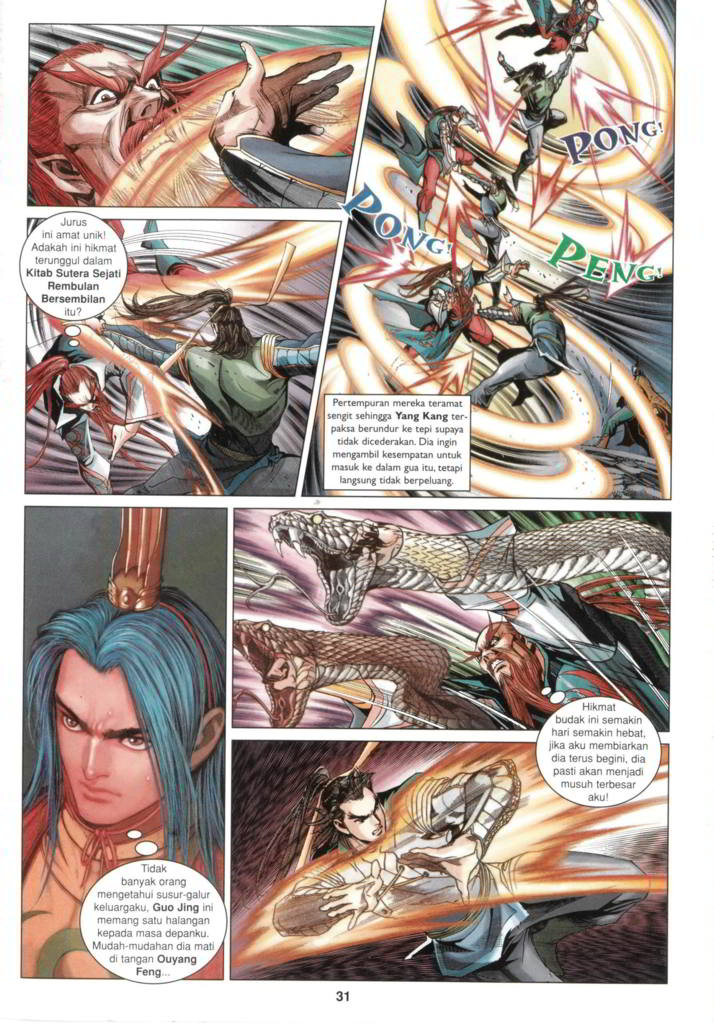 Jurus
ini amat unik!
Adakah ini hikmat
terunggul dalam
Kitab Sutera Sejati
Rembulan
Bersembilan
itu?
PONG!
PONG!
PENG!
Pertempuran mereka teramat
sengit sehingga Yang Kang ter-
paksa berundur ke tepi supaya
tidak dicederakan. Dia ingin
mengambil kesempatan untuk
masuk ke dalam gua itu, tetapi
langsung tidak berpeluang.
Tidak
banyak orang
mengetahui susur-galur
keluargaku, Guo Jing ini
memang satu halangan
kepada masa depanku.
Mudah-mudahan dia mati
di tangan Ouyang
Feng...
Hikmat
budak ini semakin
hari semakin hebat,
jika aku membiarkan
dia terus begini, dia
pasti akan menjadi
musuh terbesar
aku!
31